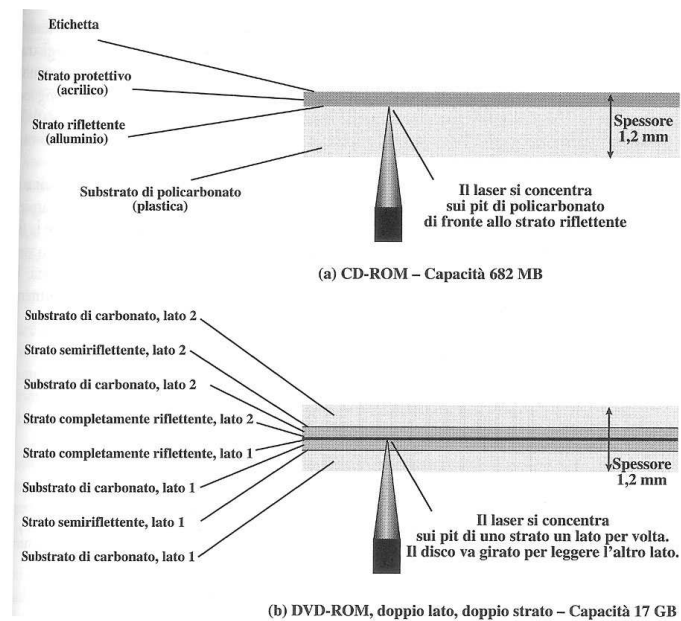 Etichetta
Strato protettivo
(acrilico)
Strato riflettente
(alluminio)
Substrato di policarbonato
(plastica)
Spessore
1,2 mm
Il laser si concentra
sui pit di policarbonato
di fronte allo strato riflettente
(a) CD-ROM – Capacità 682 MB
Substrato di carbonato, lato 2
Strato semiriflettente, lato 2
Substrato di carbonato, lato 2
Strato completamente riflettente, lato 2
Strato completamente riflettente, lato 1
Substrato di carbonato, lato 1
Strato semiriflettente, lato 1
Substrato di carbonato, lato 1
Spessore
1,2 mm
Il laser si concentra
sui pit di uno strato un lato per volta.
Il disco va girato per leggere l'altro lato.
(b) DVD-ROM, doppio lato, doppio strato – Capacità 17 GB